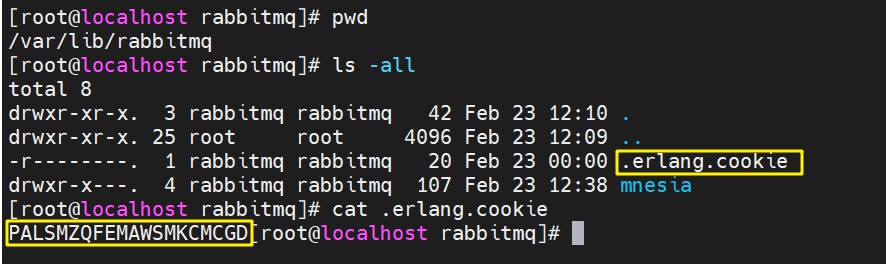 [root@localhost rabbitmq]# pwd
/var/lib/rabbitmq
[root@localhost rabbitmq]# ls -all
total 8
drwxr-xr-x.  3 rabbitmq rabbitmq   42 Feb 23 12:10 .
drwxr-xr-x. 25 root     root     4096 Feb 23 12:09 ..
-r--------.  1 rabbitmq rabbitmq   20 Feb 23 00:00 .erlang.cookie
drwxr-x---.  4 rabbitmq rabbitmq  107 Feb 23 12:38 mnesia
[root@localhost rabbitmq]# cat .erlang.cookie
PALSMZQFEMAWSMKCMCGD[root@localhost rabbitmq]#